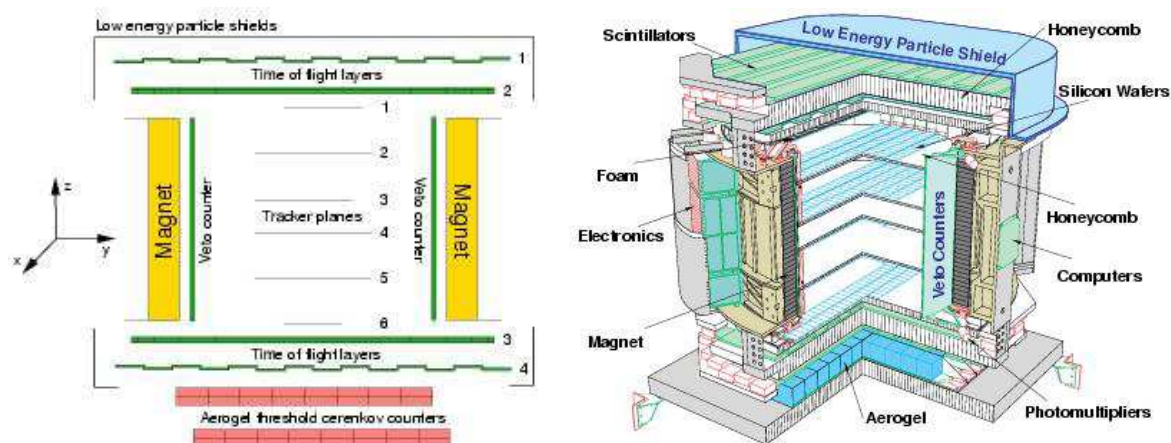 Low energy particle shields
1
Time of flight layers
2
1
2
3
Tracker planes
4
5
6
Magnet
Veto counter
Veto counter
Magnet
z
y
x
3
Time of flight layers
4
Aerogel threshold cerenkov counters
Scintillators
Low Energy Particle Shield
Honeycomb
Silicon Wafers
Foam
Electronics
Veto Counters
Honeycomb
Computers
Magnet
Aerogel
Photomultipliers